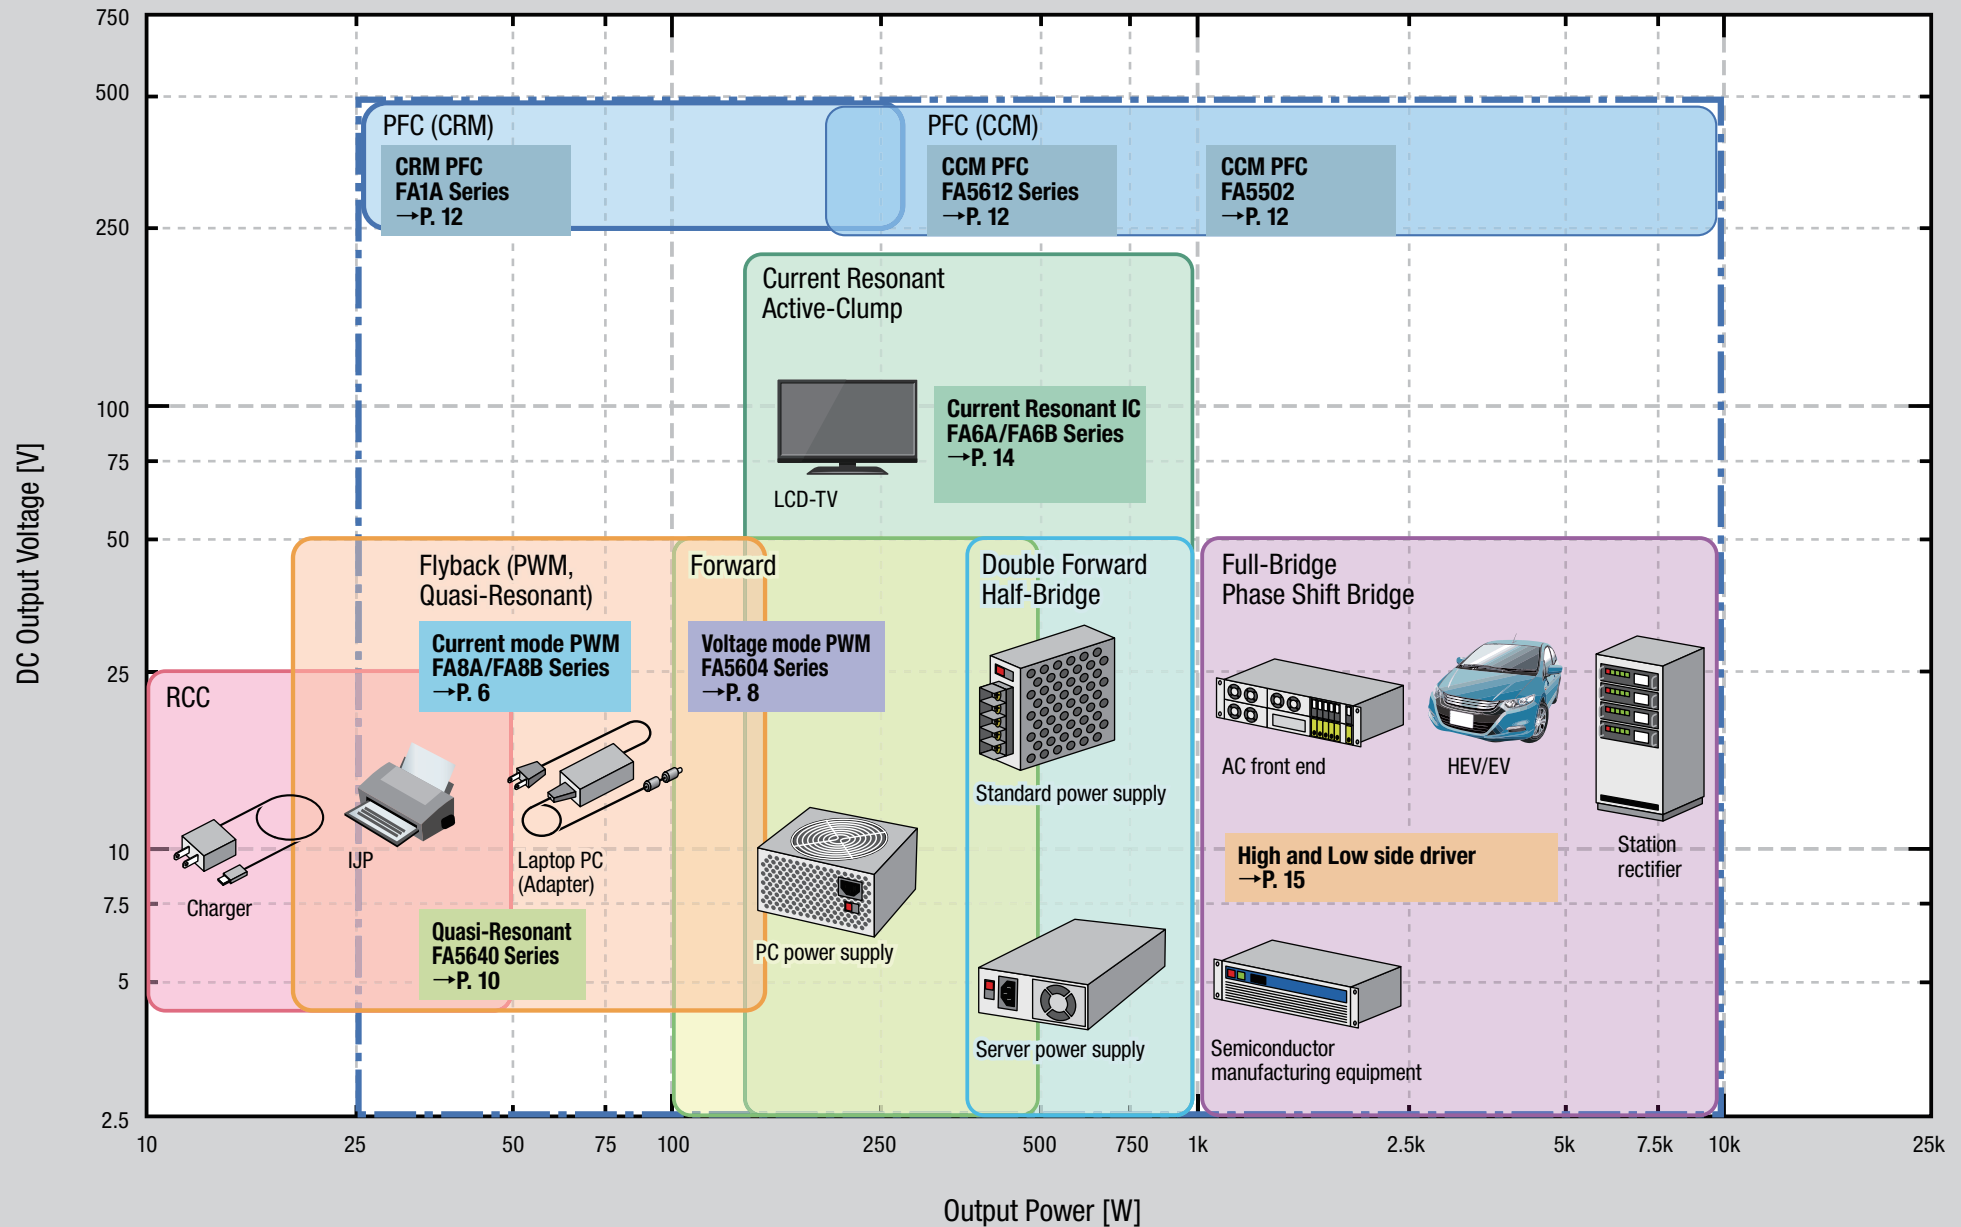 750
500
250
100
75
50
25
10
7.5
5
2.5
DC Output Voltage [V]
PFC (CRM)
CRM PFC
FA1A Series
→P. 12
PFC (CCM)
CCM PFC
FA5612 Series
→P. 12
CCM PFC
FA5502
→P. 12
Current Resonant
Active-Clump
LCD-TV
Current Resonant IC
FA6A/FA6B Series
→P. 14
Flyback (PWM,
Quasi-Resonant)
Current mode PWM
FA8A/FA8B Series
→P. 6
Forward
Voltage mode PWM
FA5604 Series
→P. 8
Double Forward
Half-Bridge
Standard power supply
Full-Bridge
Phase Shift Bridge
AC front end
HEV/EV
Station
rectifier
High and Low side driver
→P. 15
RCC
Charger
IJP
Laptop PC
(Adapter)
Quasi-Resonant
FA5640 Series
→P. 10
PC power supply
Server power supply
Semiconductor
manufacturing equipment
10
25
50
75
100
250
500
750
1k
2.5k
5k
7.5k
10k
25k
Output Power [W]